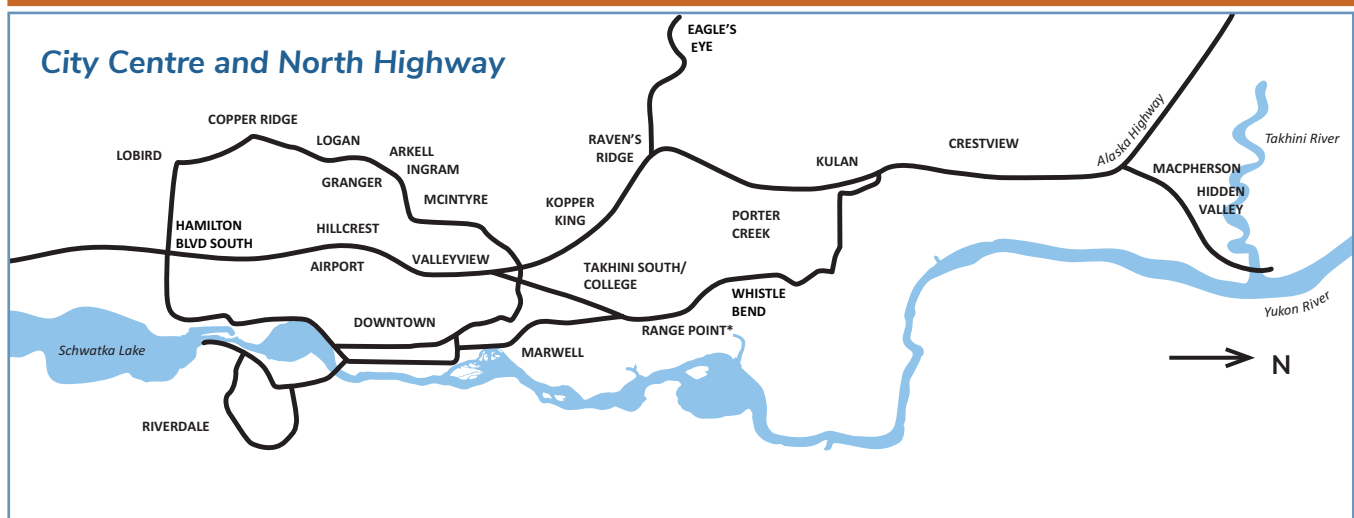 City Centre and North Highway
EAGLE'S
EYE
COPPER RIDGE
LOGAN
LOBIRD
ARKELL
INGRAM
GRANGER
MCINTYRE
RAVEN'S
RIDGE
KULAN
CRESTVIEW
Alaska Highway
Takhini River
MACPHERSON
HIDDEN
VALLEY
KOPPER
KING
PORTER
CREEK
HAMILTON
BLVD SOUTH
HILLCREST
AIRPORT
VALLEYVIEW
TAKHINI SOUTH/
COLLEGE
WHISTLE
BEND
Yukon River
DOWNTOWN
RANGE POINT*
MARWELL
Schwatka Lake
N
RIVERDALE